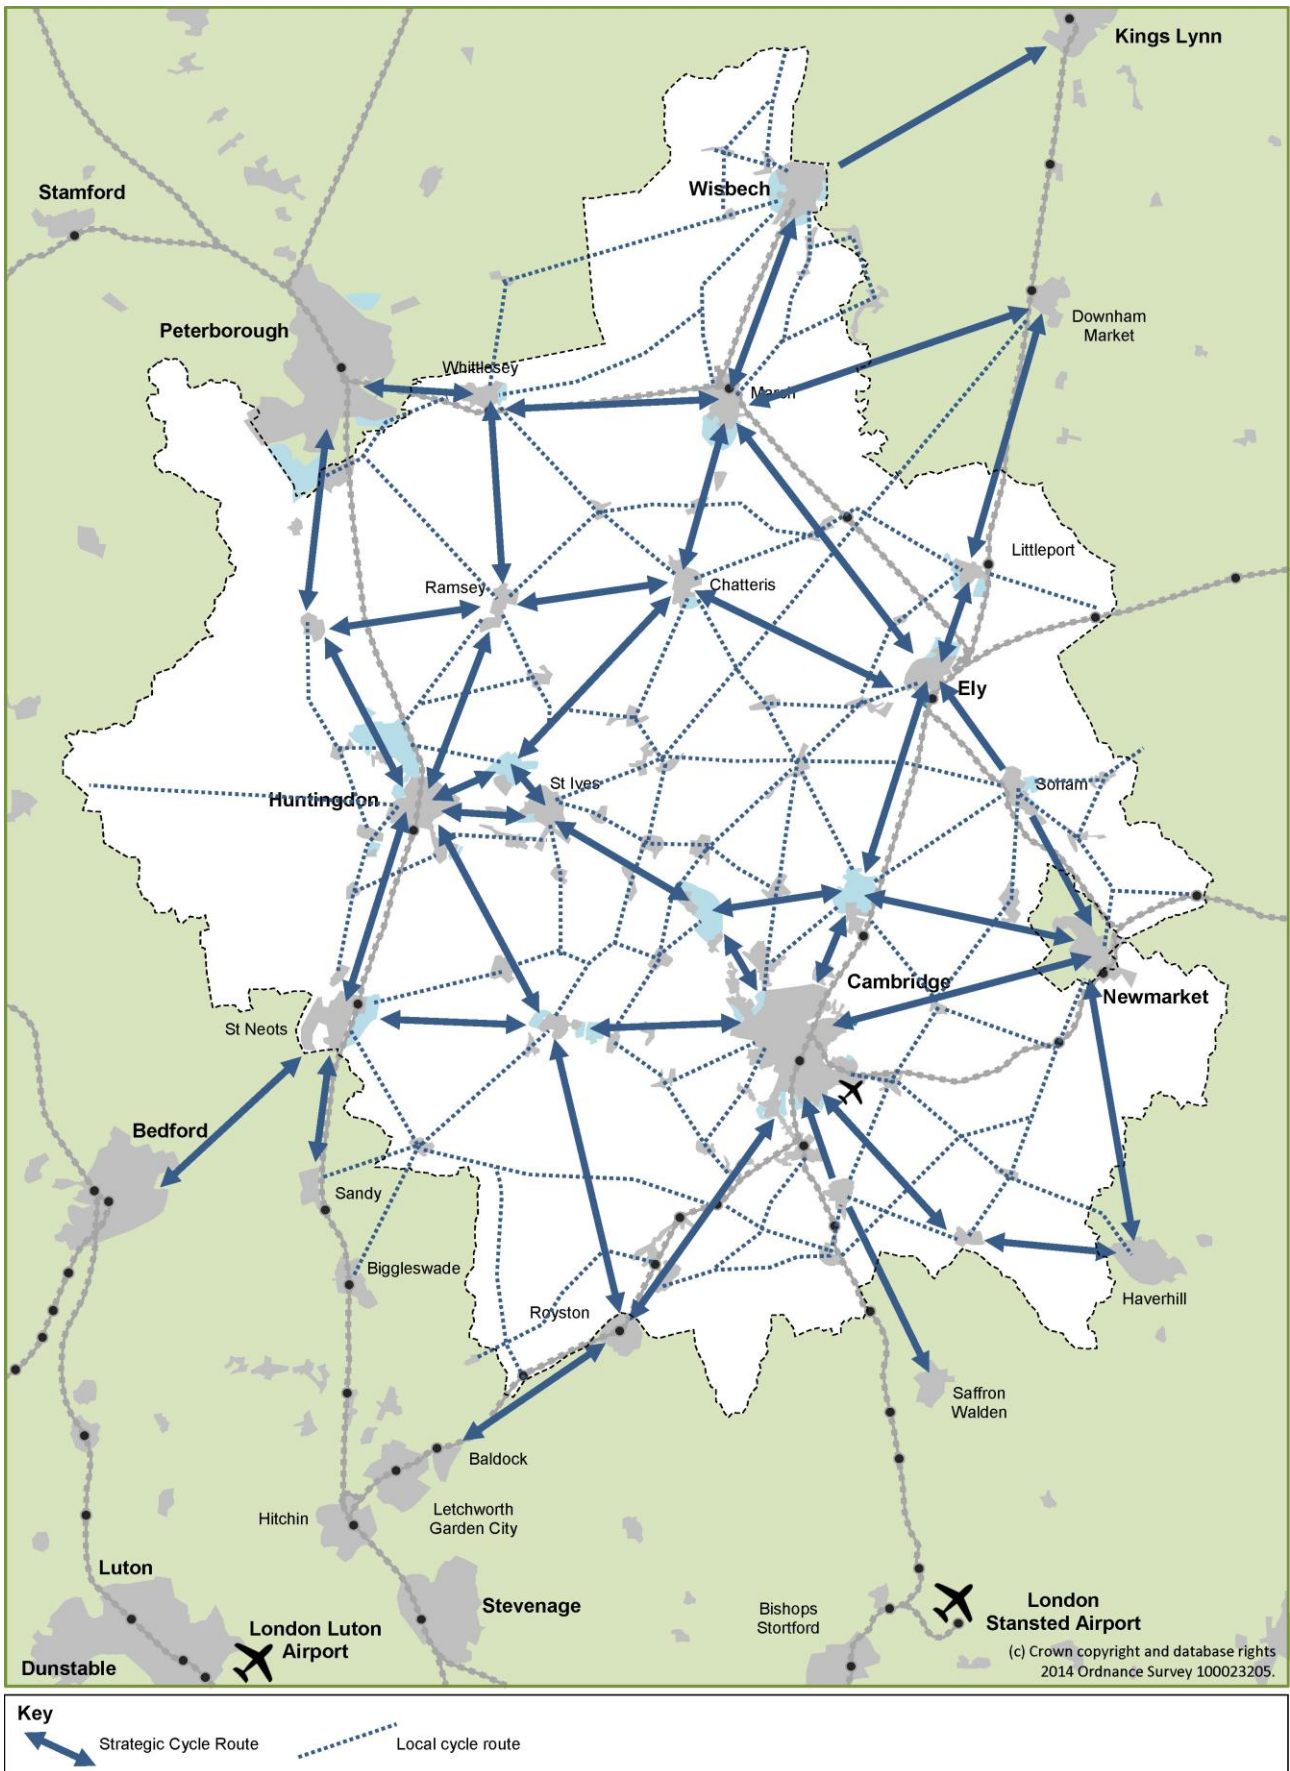 Kings Lynn
Stamford
Wisbech
Downham
Market
Peterborough
Whittlesey
March
Littleport
Ramsey
Chatteris
Ely
Huntingdon
St Ives
Soham
Cambridge
Newmarket
St Neots
Bedford
Sandy
Biggleswade
Royston
Haverhill
Saffron
Walden
Baldock
Letchworth
Garden City
Hitchin
Luton
Stevenage
Bishops
Stortford
London
Stansted Airport
London Luton
Airport
Dunstable
(c) Crown copyright and database rights
2014 Ordnance Survey 100023205.
Key
Strategic Cycle Route
Local cycle route